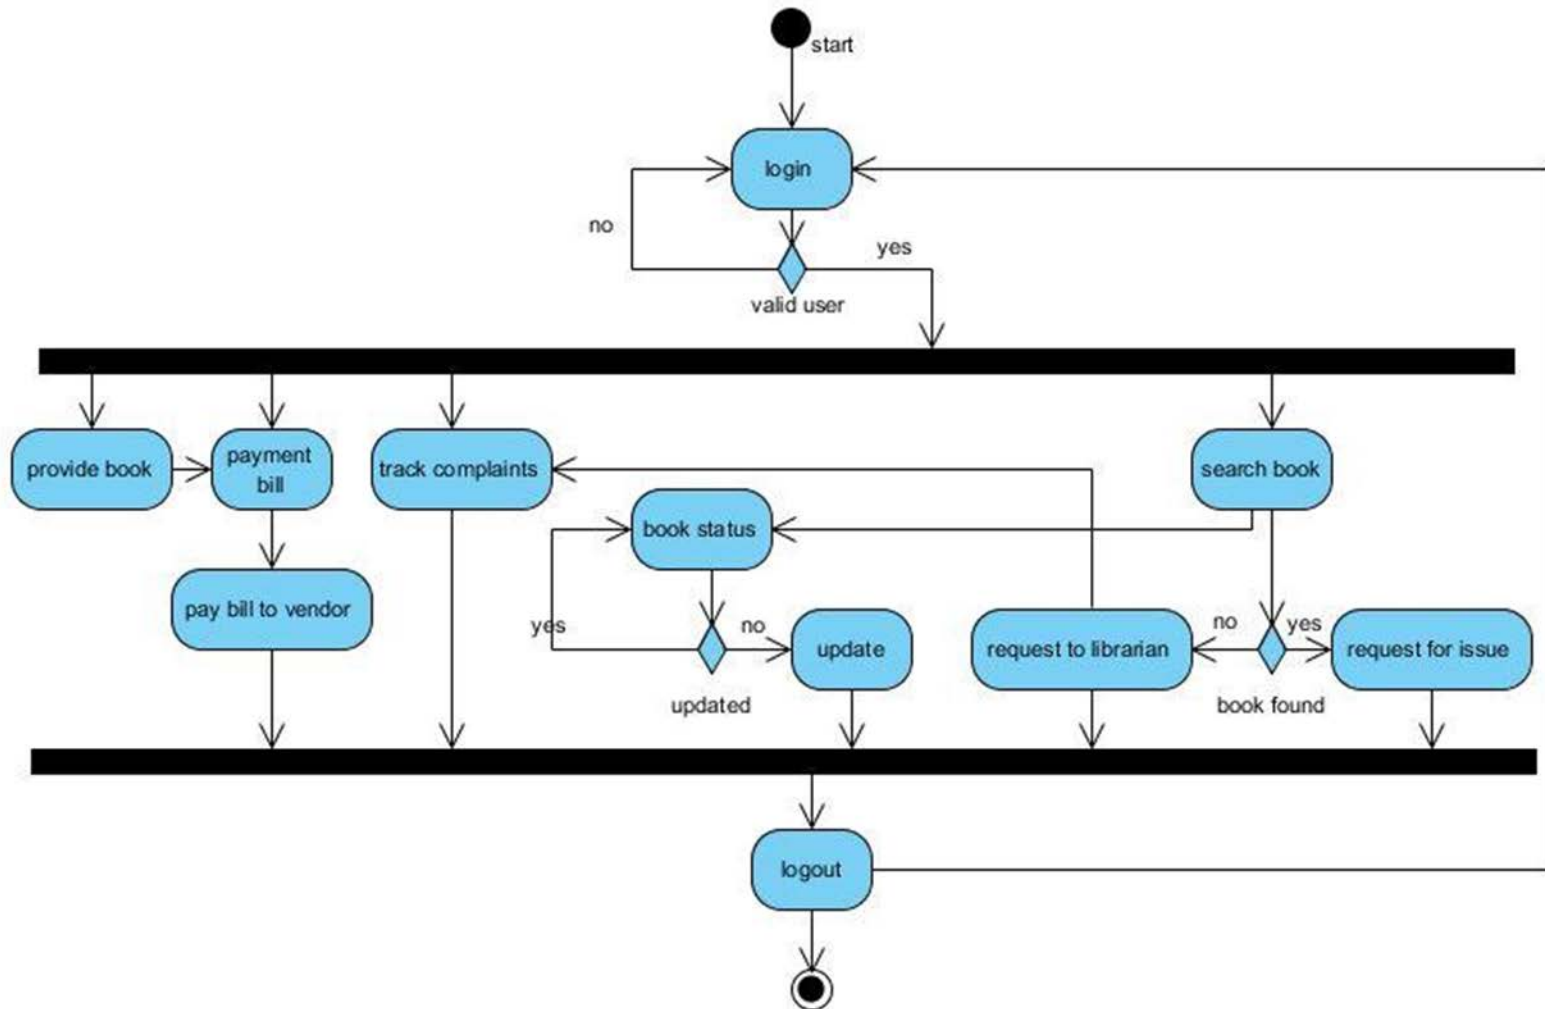 start
login
no
yes
valid user
provide book
payment
bill
track complaints
search book
book status
pay bill to vendor
yes
no
update
request to librarian
no
yes
request for issue
updated
book found
logout